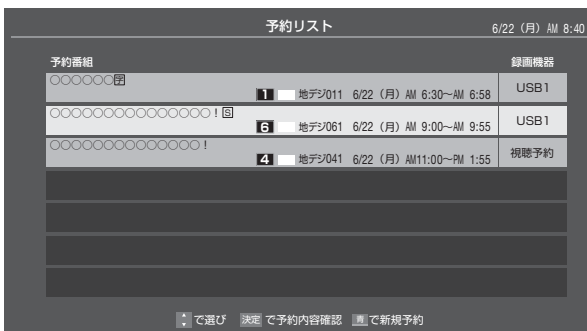 予約リスト 6/22（月）AM 8:40
予約番組 録画機器
○○○○○○字
1 地デジ011 6/22（月）AM 6:30～AM 6:58 USB1
○○○○○○○○○○○○○○！S
6 地デジ061 6/22（月）AM 9:00～AM 9:55 USB1
○○○○○○○○○○○○○！
4 地デジ041 6/22（月）AM11:00～PM 1:55 視聴予約
で選び 決定 で予約内容確認 青 で新規予約